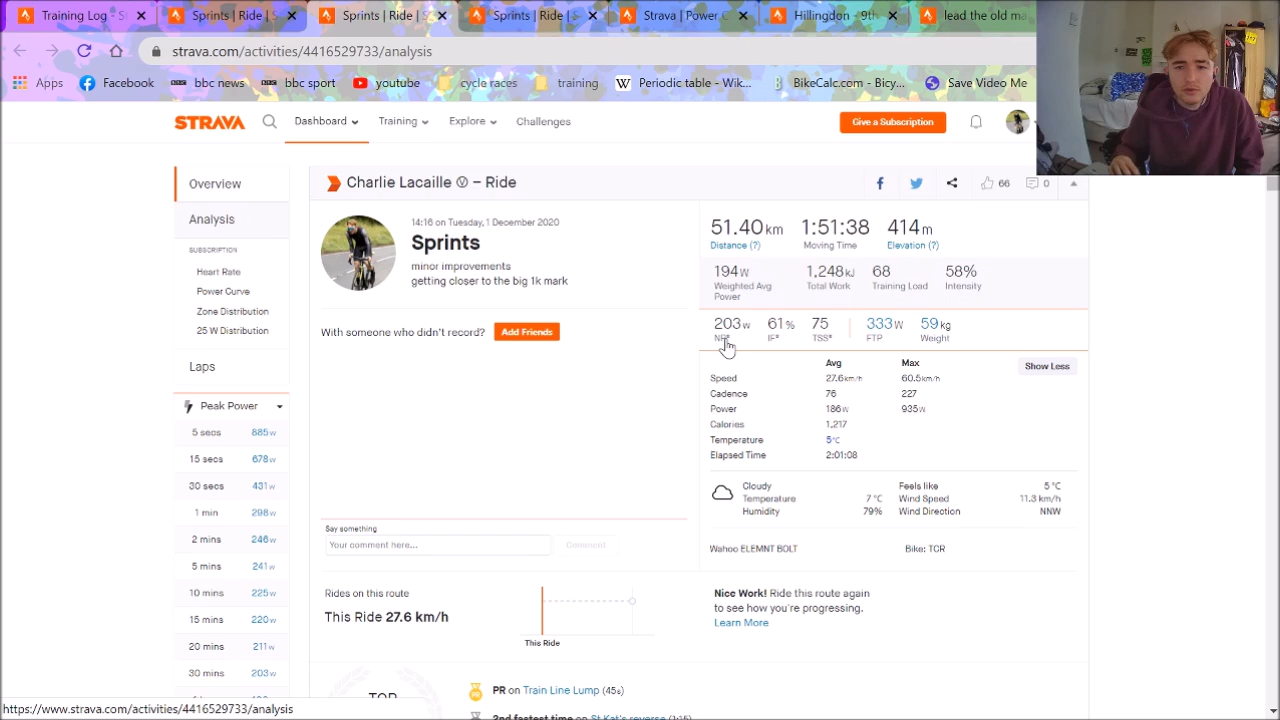 Training Log *
Sprints | Ride |
Sprints | Ride | S
Sprints | Ride | S
Strava | Power C
Hillingdon - 9th
lead the old ma
strava.com/activities/4416529733/analysis
Apps Facebook bbc news bbc sport youtube cycle races training Periodic table - Wik... BikeCalc.com - Bicy... Save Video Me
STRAVA Dashboard Training Explore Challenges Give a Subscription
Overview
Analysis
SUBSCRIPTION
Heart Rate
Power Curve
Zone Distribution
25 W Distribution
Laps
Peak Power
5 secs 885w
15 secs 678w
30 secs 431w
1 min 298w
2 mins 246w
5 mins 241w
10 mins 225w
15 mins 220w
20 mins 211w
30 mins 203w
Charlie Lacaille – Ride
66 0
14:16 on Tuesday, 1 December 2020
Sprints
minor improvements
getting closer to the big 1k mark
With someone who didn't record? Add Friends
Say something
Your comment here...
Comment
51.40km 1:51:38 414m
Distance (?) Moving Time Elevation (?)
194w 1,248kJ 68 58%
Weighted Avg Power Total Work Training Load Intensity
203w 61% 75 333w 59kg
IF* TSS* FTP Weight
Avg Max Show Less
Speed 27.6km/h 60.5km/h
Cadence 76 227
Power 186w 935w
Calories 1,217
Temperature 5℃
Elapsed Time 2:01:08
Cloudy Feels like 5 ℃
Temperature 7 ℃ Wind Speed 11.3 km/h
Humidity 79% Wind Direction NNW
Wahoo ELEMNT BOLT Bike: TCR
Rides on this route
This Ride 27.6 km/h
This Ride
Nice Work! Ride this route again
to see how you're progressing.
Learn More
TOP
PR on Train Line Lump (45s)
2nd fastest time on St Kat's reverse (1:15)
https://www.strava.com/activities/4416529733/analysis